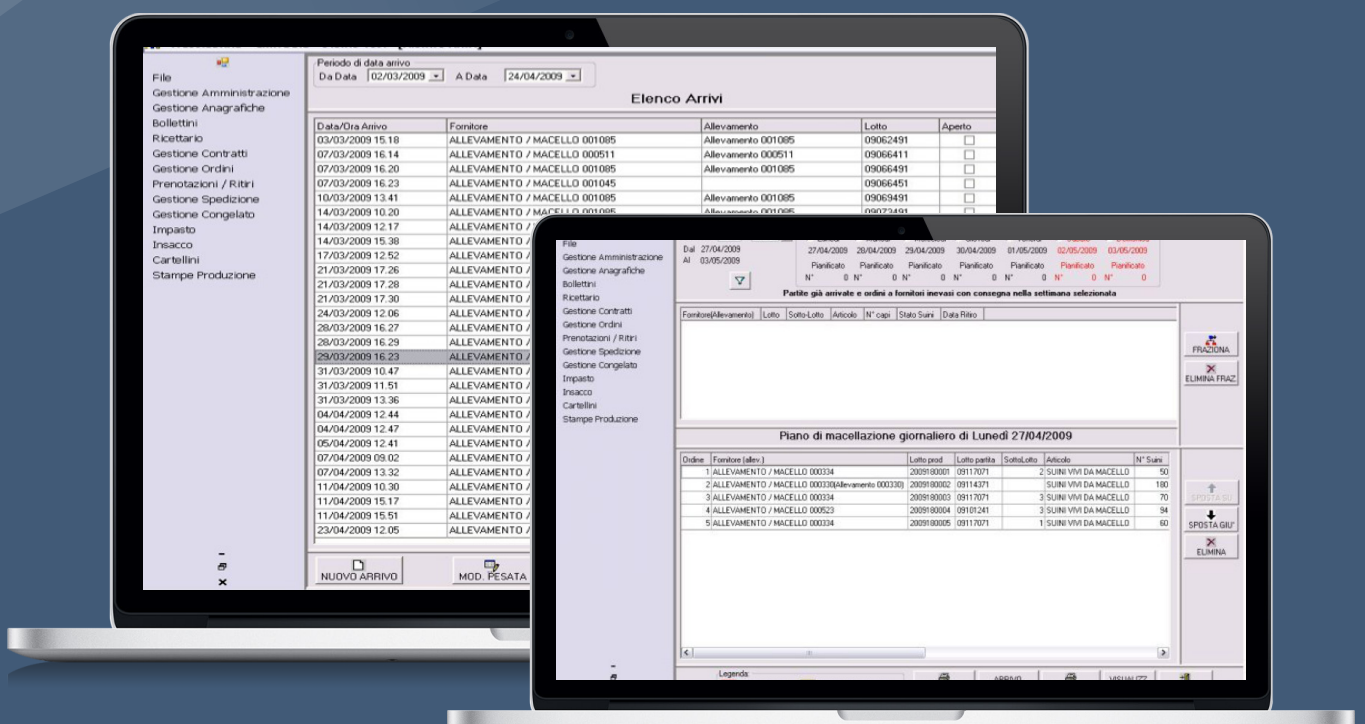 File
Gestione Amministrazione
Gestione Anagrafiche
Bollettini
Ricettario
Gestione Contratti
Gestione Ordini
Prenotazioni / Ritiri
Gestione Spedizione
Gestione Congelato
Impasto
Insacco
Cartellini
Stampe Produzione
Periodo di data arrivo
Da Data 02/03/2009 A Data 24/04/2009
Elenco Arrivi
Data/Ora Arrivo Fornitore Allevamento Lotto Aperto
03/03/2009 15.18 ALLEVAMENTO / MACELLO 001085 Allevamento 001085 09062491
07/03/2009 16.14 ALLEVAMENTO / MACELLO 000511 Allevamento 000511 09066411
07/03/2009 16.20 ALLEVAMENTO / MACELLO 001085 Allevamento 001085 09066491
07/03/2009 16.23 ALLEVAMENTO / MACELLO 001045 09066451
10/03/2009 13.41 ALLEVAMENTO / MACELLO 001085 Allevamento 001085 09069491
14/03/2009 10.20 ALLEVAMENTO / MACELLO 001085 Allevamento 001085 09073491
14/03/2009 12.17 ALLEVAMENTO /
14/03/2009 15.38 ALLEVAMENTO /
17/03/2009 12.52 ALLEVAMENTO /
21/03/2009 17.26 ALLEVAMENTO /
21/03/2009 17.28 ALLEVAMENTO /
21/03/2009 17.30 ALLEVAMENTO /
24/03/2009 12.06 ALLEVAMENTO /
28/03/2009 16.27 ALLEVAMENTO /
28/03/2009 16.29 ALLEVAMENTO /
29/03/2009 16.23 ALLEVAMENTO /
31/03/2009 10.47 ALLEVAMENTO /
31/03/2009 11.51 ALLEVAMENTO /
31/03/2009 13.36 ALLEVAMENTO /
04/04/2009 12.44 ALLEVAMENTO /
04/04/2009 12.47 ALLEVAMENTO /
05/04/2009 12.41 ALLEVAMENTO /
07/04/2009 09.02 ALLEVAMENTO /
07/04/2009 13.32 ALLEVAMENTO /
11/04/2009 10.30 ALLEVAMENTO /
11/04/2009 15.17 ALLEVAMENTO /
11/04/2009 15.51 ALLEVAMENTO /
23/04/2009 12.05 ALLEVAMENTO /
NUOVO ARRIVO MOD. PESATA
File
Gestione Amministrazione
Gestione Anagrafiche
Bollettini
Ricettario
Gestione Contratti
Gestione Ordini
Prenotazioni / Ritiri
Gestione Spedizione
Gestione Congelato
Impasto
Insacco
Cartellini
Stampe Produzione
Dal 27/04/2009
Al 03/05/2009
27/04/2009 28/04/2009 29/04/2009 30/04/2009 01/05/2009 02/05/2009 03/05/2009
Pianificato Pianificato Pianificato Pianificato Pianificato Pianificato Pianificato
N° 0 N° 0 N° 0 N° 0 N° 0 N° 0 N° 0
Partite già arrivate e ordini a fornitori inevasi con consegna nella settimana selezionata
Fornitore(Allevamento) Lotto Sotto-Lotto Articolo N° capi Stato Suini Data Ritiro
FRAZIONA
ELIMINA FRAZ
Piano di macellazione giornaliero di Lunedì 27/04/2009
Ordine Fornitore (allev.) Lotto prod Lotto partita SottoLotto Articolo N° Suini
1 ALLEVAMENTO / MACELLO 000334 2009180001 09117071 2 SUINI VIVI DA MACELLO 50
2 ALLEVAMENTO / MACELLO 000330(Allevamento 000330) 2009180002 09114371 SUINI VIVI DA MACELLO 180
3 ALLEVAMENTO / MACELLO 000334 2009180003 09117071 3 SUINI VIVI DA MACELLO 70
4 ALLEVAMENTO / MACELLO 000523 2009180004 09101241 3 SUINI VIVI DA MACELLO 94
5 ALLEVAMENTO / MACELLO 000334 2009180005 09117071 1 SUINI VIVI DA MACELLO 60
SPOSTA SU
SPOSTA GIU'
ELIMINA
Legenda: